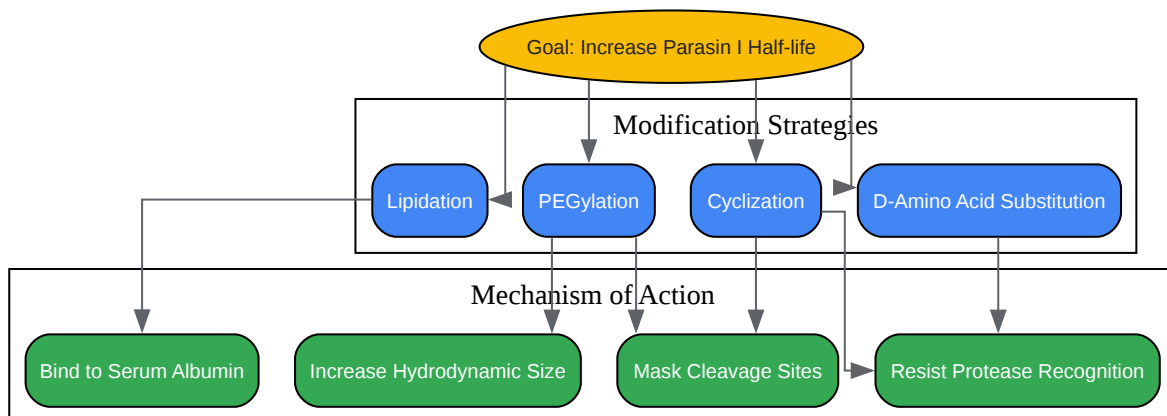 Goal: Increase Parasin I Half-life
Modification Strategies
Lipidation
PEGylation
Cyclization
D-Amino Acid Substitution
Mechanism of Action
Bind to Serum Albumin
Increase Hydrodynamic Size
Mask Cleavage Sites
Resist Protease Recognition